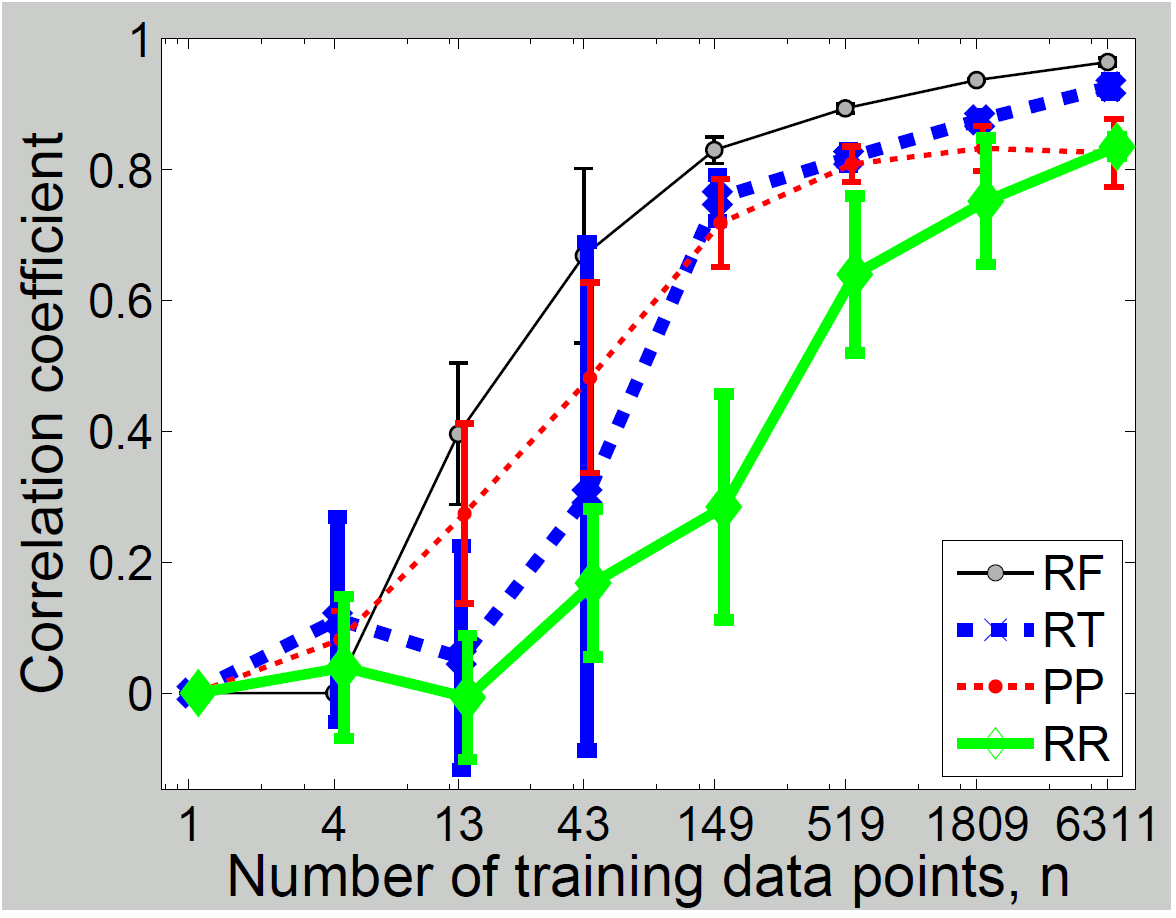 1
0.8
0.6
0.4
0.2
0
Correlation coefficient
RF
RT
PP
RR
1 4 13 43 149 519 1809 6311
Number of training data points, n